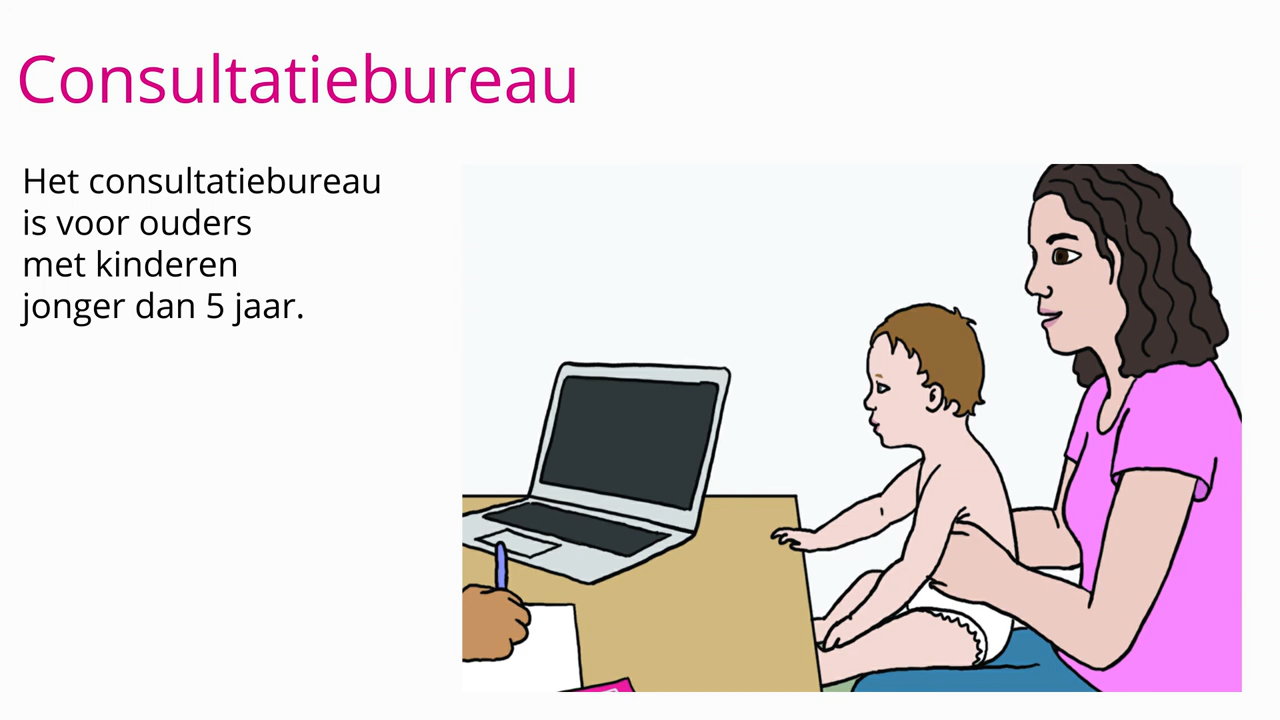 Consultatiebureau
Het consultatiebureau
is voor ouders
met kinderen
jonger dan 5 jaar.